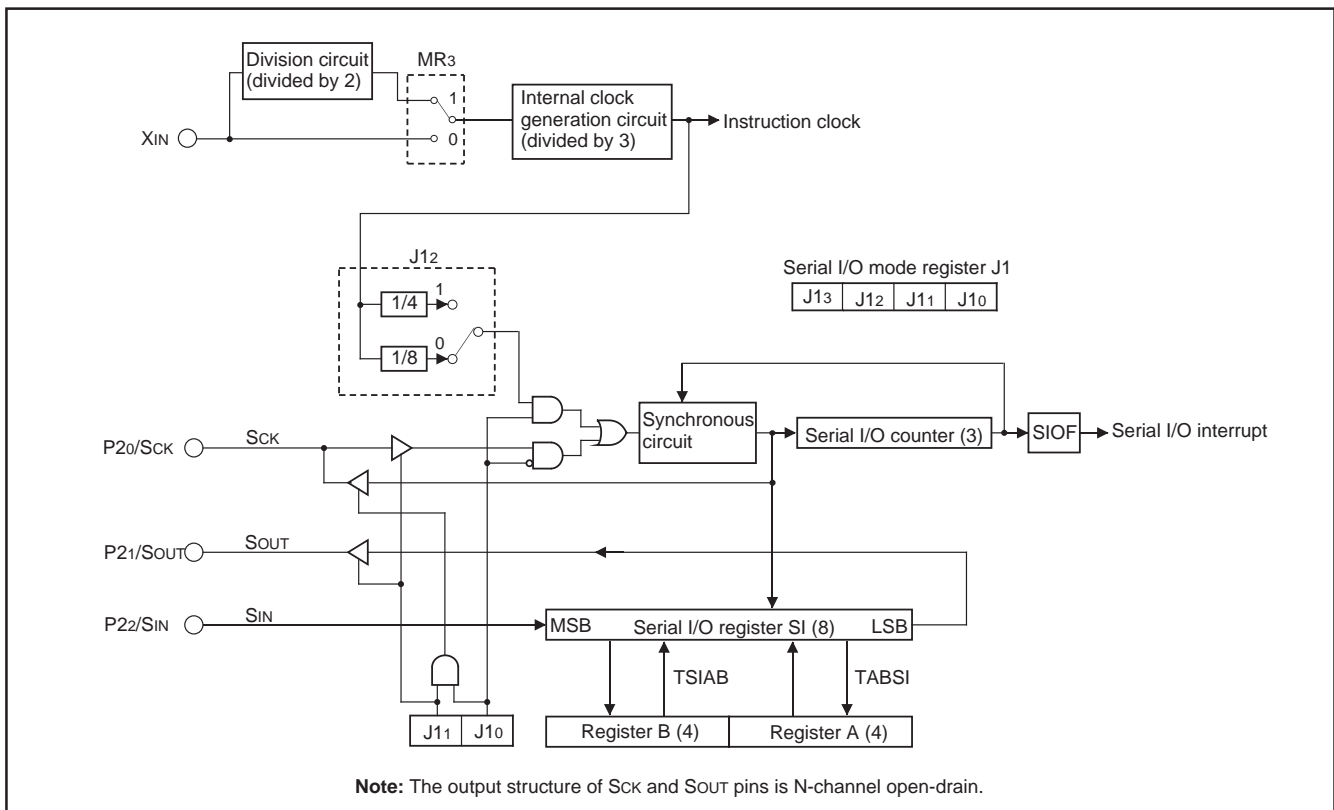 Division circuit
(divided by 2)
MR3
1
0
XIN
Internal clock
generation circuit
(divided by 3)
Instruction clock
J12
1/4
1
1/8
0
Serial I/O mode register J1
J13 J12 J11 J10
P20/SCK
SCK
Synchronous
circuit
Serial I/O counter (3)
SIOF
Serial I/O interrupt
P21/SOUT
SOUT
P22/SIN
SIN
MSB Serial I/O register SI (8) LSB
TSIAB
TABSI
J11 J10
Register B (4)
Register A (4)
Note: The output structure of SCK and SOUT pins is N-channel open-drain.